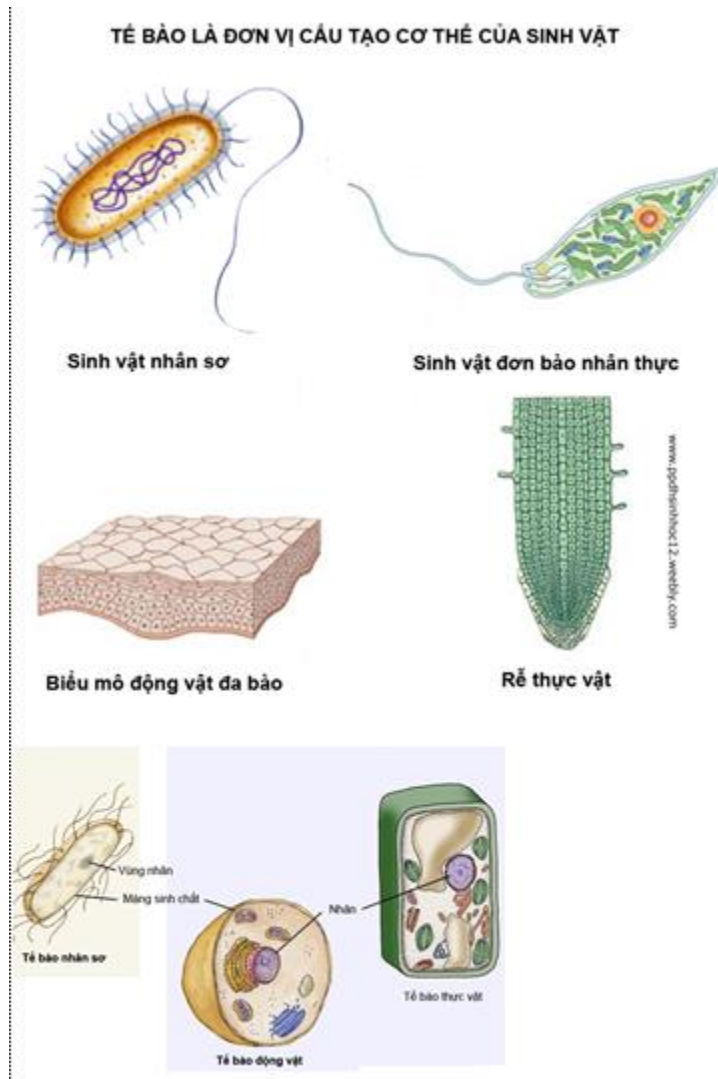 TẾ BÀO LÀ ĐƠN VỊ CẤU TẠO CƠ THỂ CỦA SINH VẬT
Sinh vật nhân sơ
Sinh vật đơn bào nhân thực
www.ppdhsinhhoc12.weebly.com
Biểu mô động vật đa bào
Rễ thực vật
Vùng nhân
Màng sinh chất
Nhân
Tế bào nhân sơ
Tế bào thực vật
Tế bào động vật